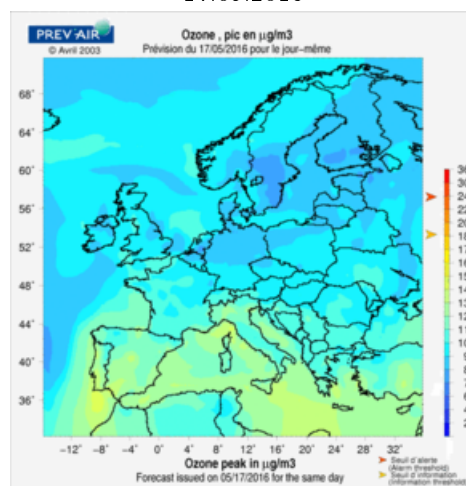 PREV'AIR
© Avril 2003
Ozone , pic en µg/m3
Prévision du 17/05/2016 pour le jour-même
68°
64°
60°
56°
52°
48°
44°
40°
36°
-12° -8° -4° 0° 4° 8° 12° 16° 20° 24° 28° 32°
Ozone peak in µg/m3
Forecast issued on 05/17/2016 for the same day
Seuil d'alerte
(Alarm threshold)
Seuil d'information
(Information threshold)